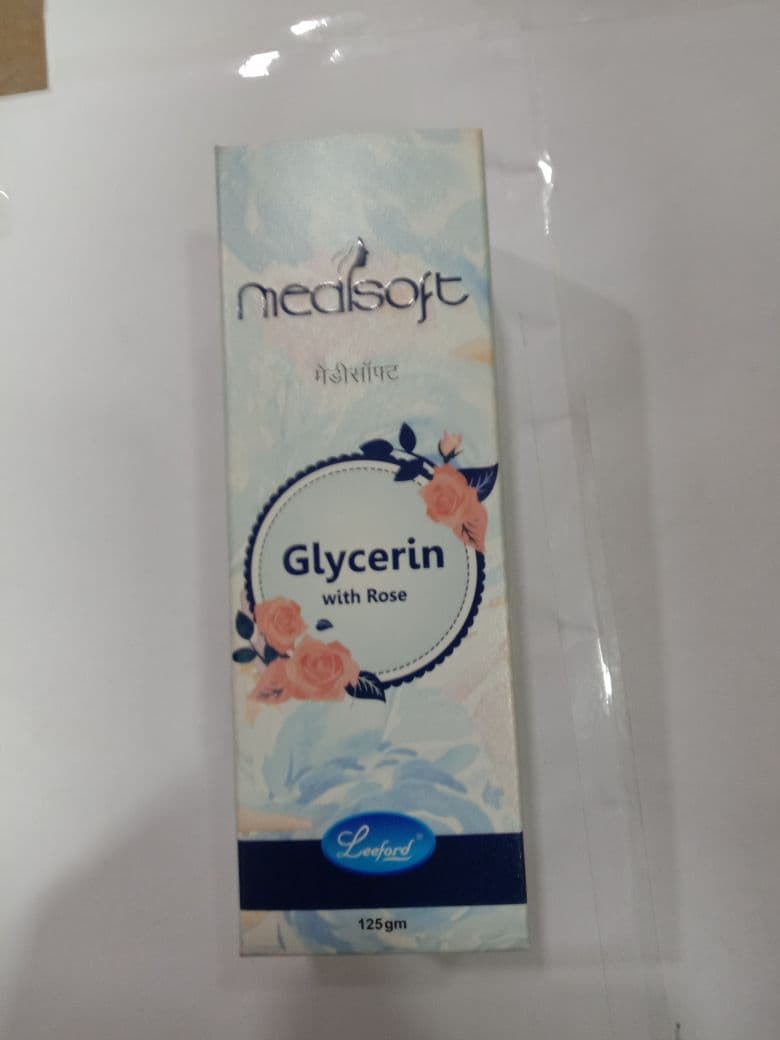 medisoft
मेडीसॉफ्ट
Glycerin
with Rose
Leeford®
125gm